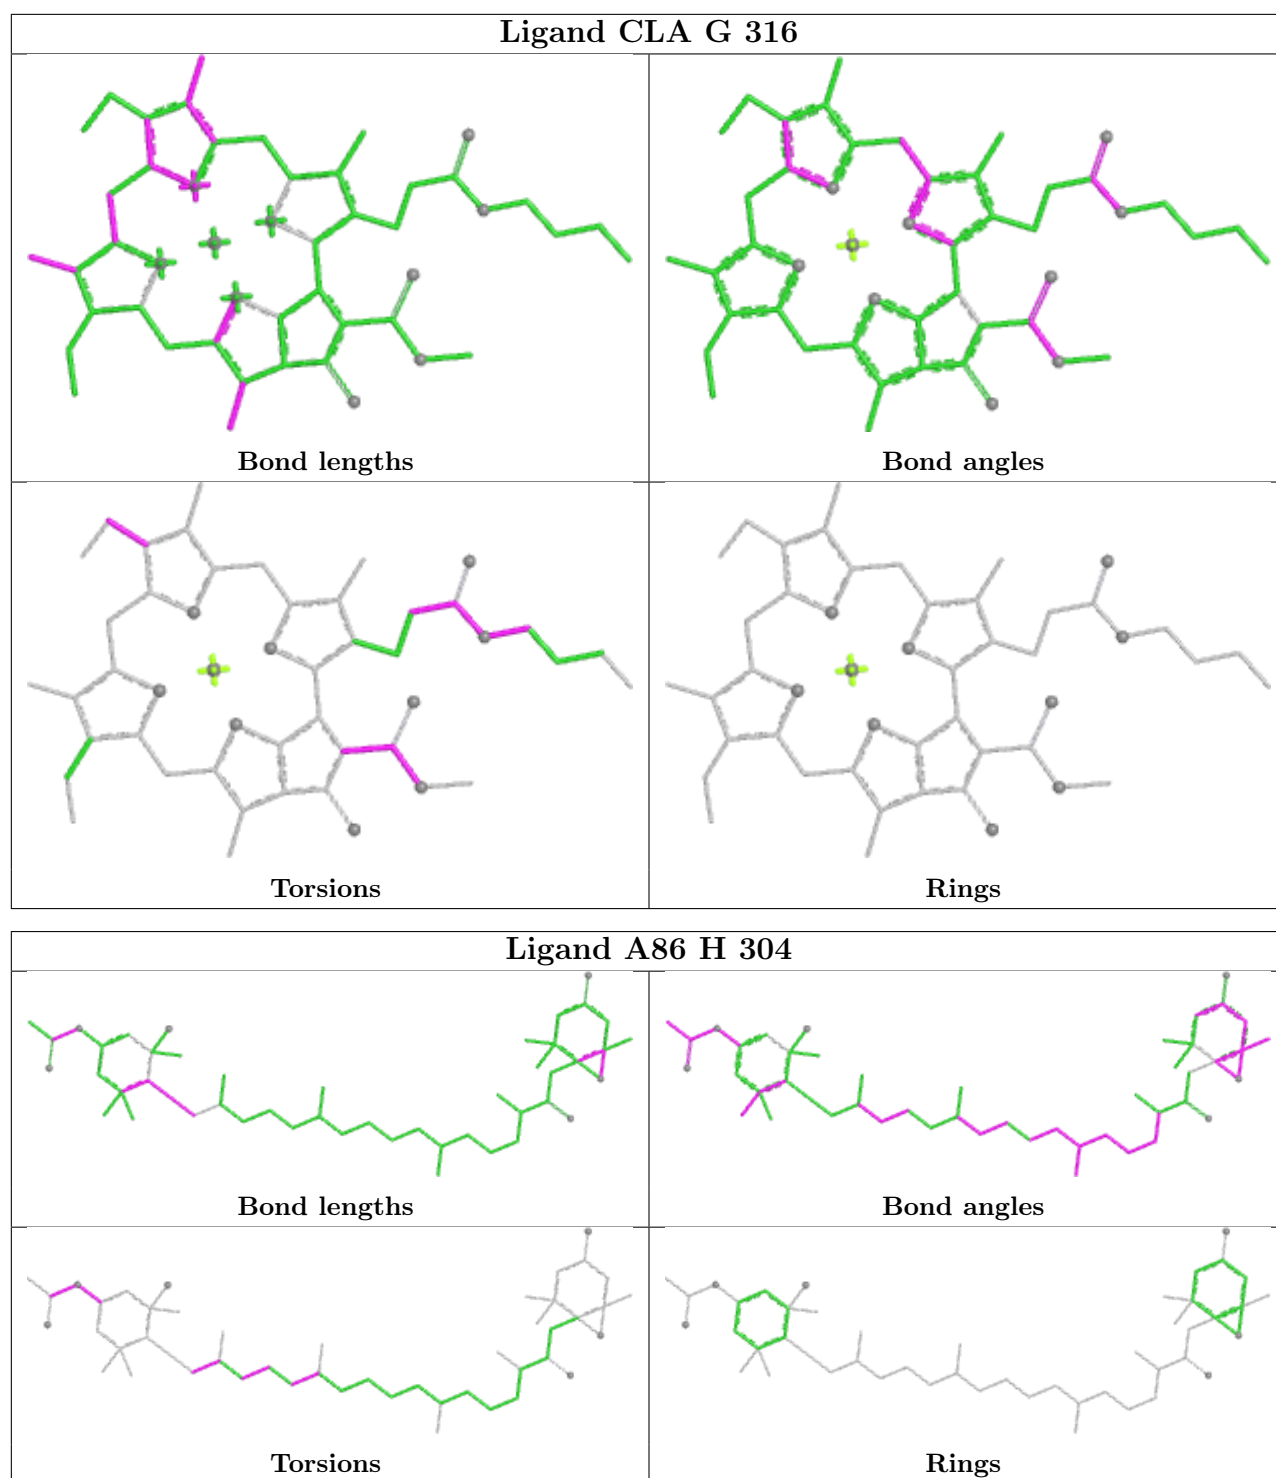 Ligand CLA G 316
Bond lengths
Bond angles
Torsions
Rings
Ligand A86 H 304
Bond lengths
Bond angles
Torsions
Rings